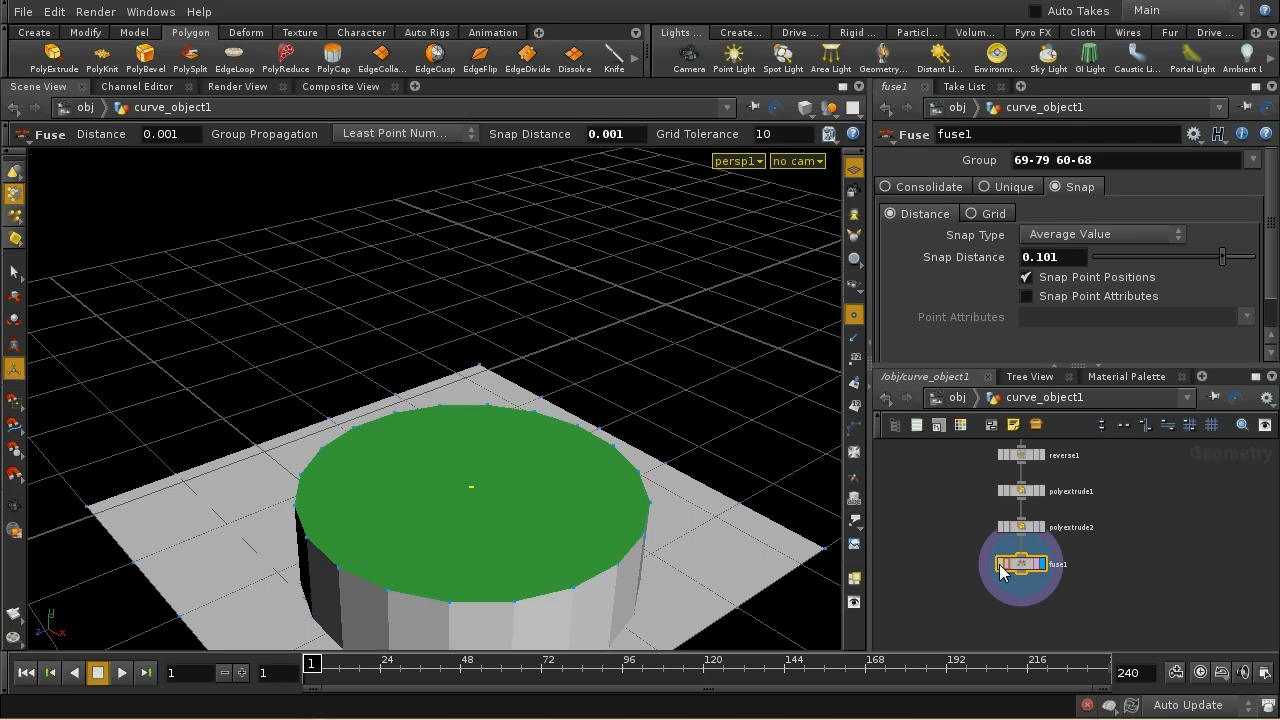 File Edit Render Windows Help
Auto Takes Main
Create Modify Model Polygon Deform Texture Character Auto Rigs Animation
Lights ... Create... Drive ... Rigid ... Particl... Volum... Pyro FX Cloth Wires Fur Drive ...
PolyExtrude PolyKnit PolyBevel PolySplit EdgeLoop PolyReduce PolyCap EdgeColla... EdgeCusp EdgeFlip EdgeDivide Dissolve Knife
Camera Point Light Spot Light Area Light Geometry... Distant Li... Environm... Sky Light GI Light Caustic Li... Portal Light Ambient L
Scene View Channel Editor Render View Composite View
fuse1 Take List
obj curve_object1
obj curve_object1
Fuse Distance 0.001 Group Propagation Least Point Num... Snap Distance 0.001 Grid Tolerance 10
Fuse fuse1
persp1 no cam
Group 69-79 60-68
Consolidate Unique Snap
Distance Grid
Snap Type Average Value
Snap Distance 0.101
Snap Point Positions
Snap Point Attributes
Point Attributes
/obj/curve_object1 Tree View Material Palette
obj curve_object1
Geometry
reverse1
polyextrude1
polyextrude2
fuse1
y
z x
1 1 1 24 48 72 96 120 144 168 192 216 2 240
Auto Update